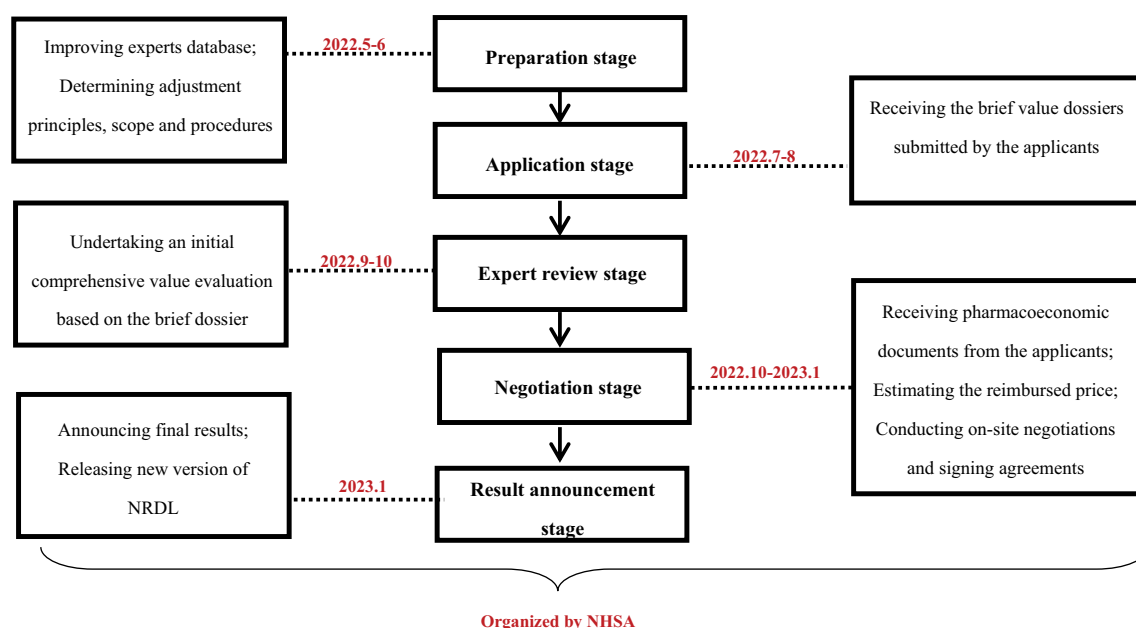 Improving experts database;
Determining adjustment
principles, scope and procedures
2022.5-6
Preparation stage
Application stage
2022.7-8
Receiving the brief value dossiers
submitted by the applicants
Undertaking an initial
comprehensive value evaluation
based on the brief dossier
2022.9-10
Expert review stage
Negotiation stage
2022.10-2023.1
Receiving pharmacoeconomic
documents from the applicants;
Estimating the reimbursed price;
Conducting on-site negotiations
and signing agreements
Announcing final results;
Releasing new version of
NRDL
2023.1
Result announcement
stage
Organized by NHSA